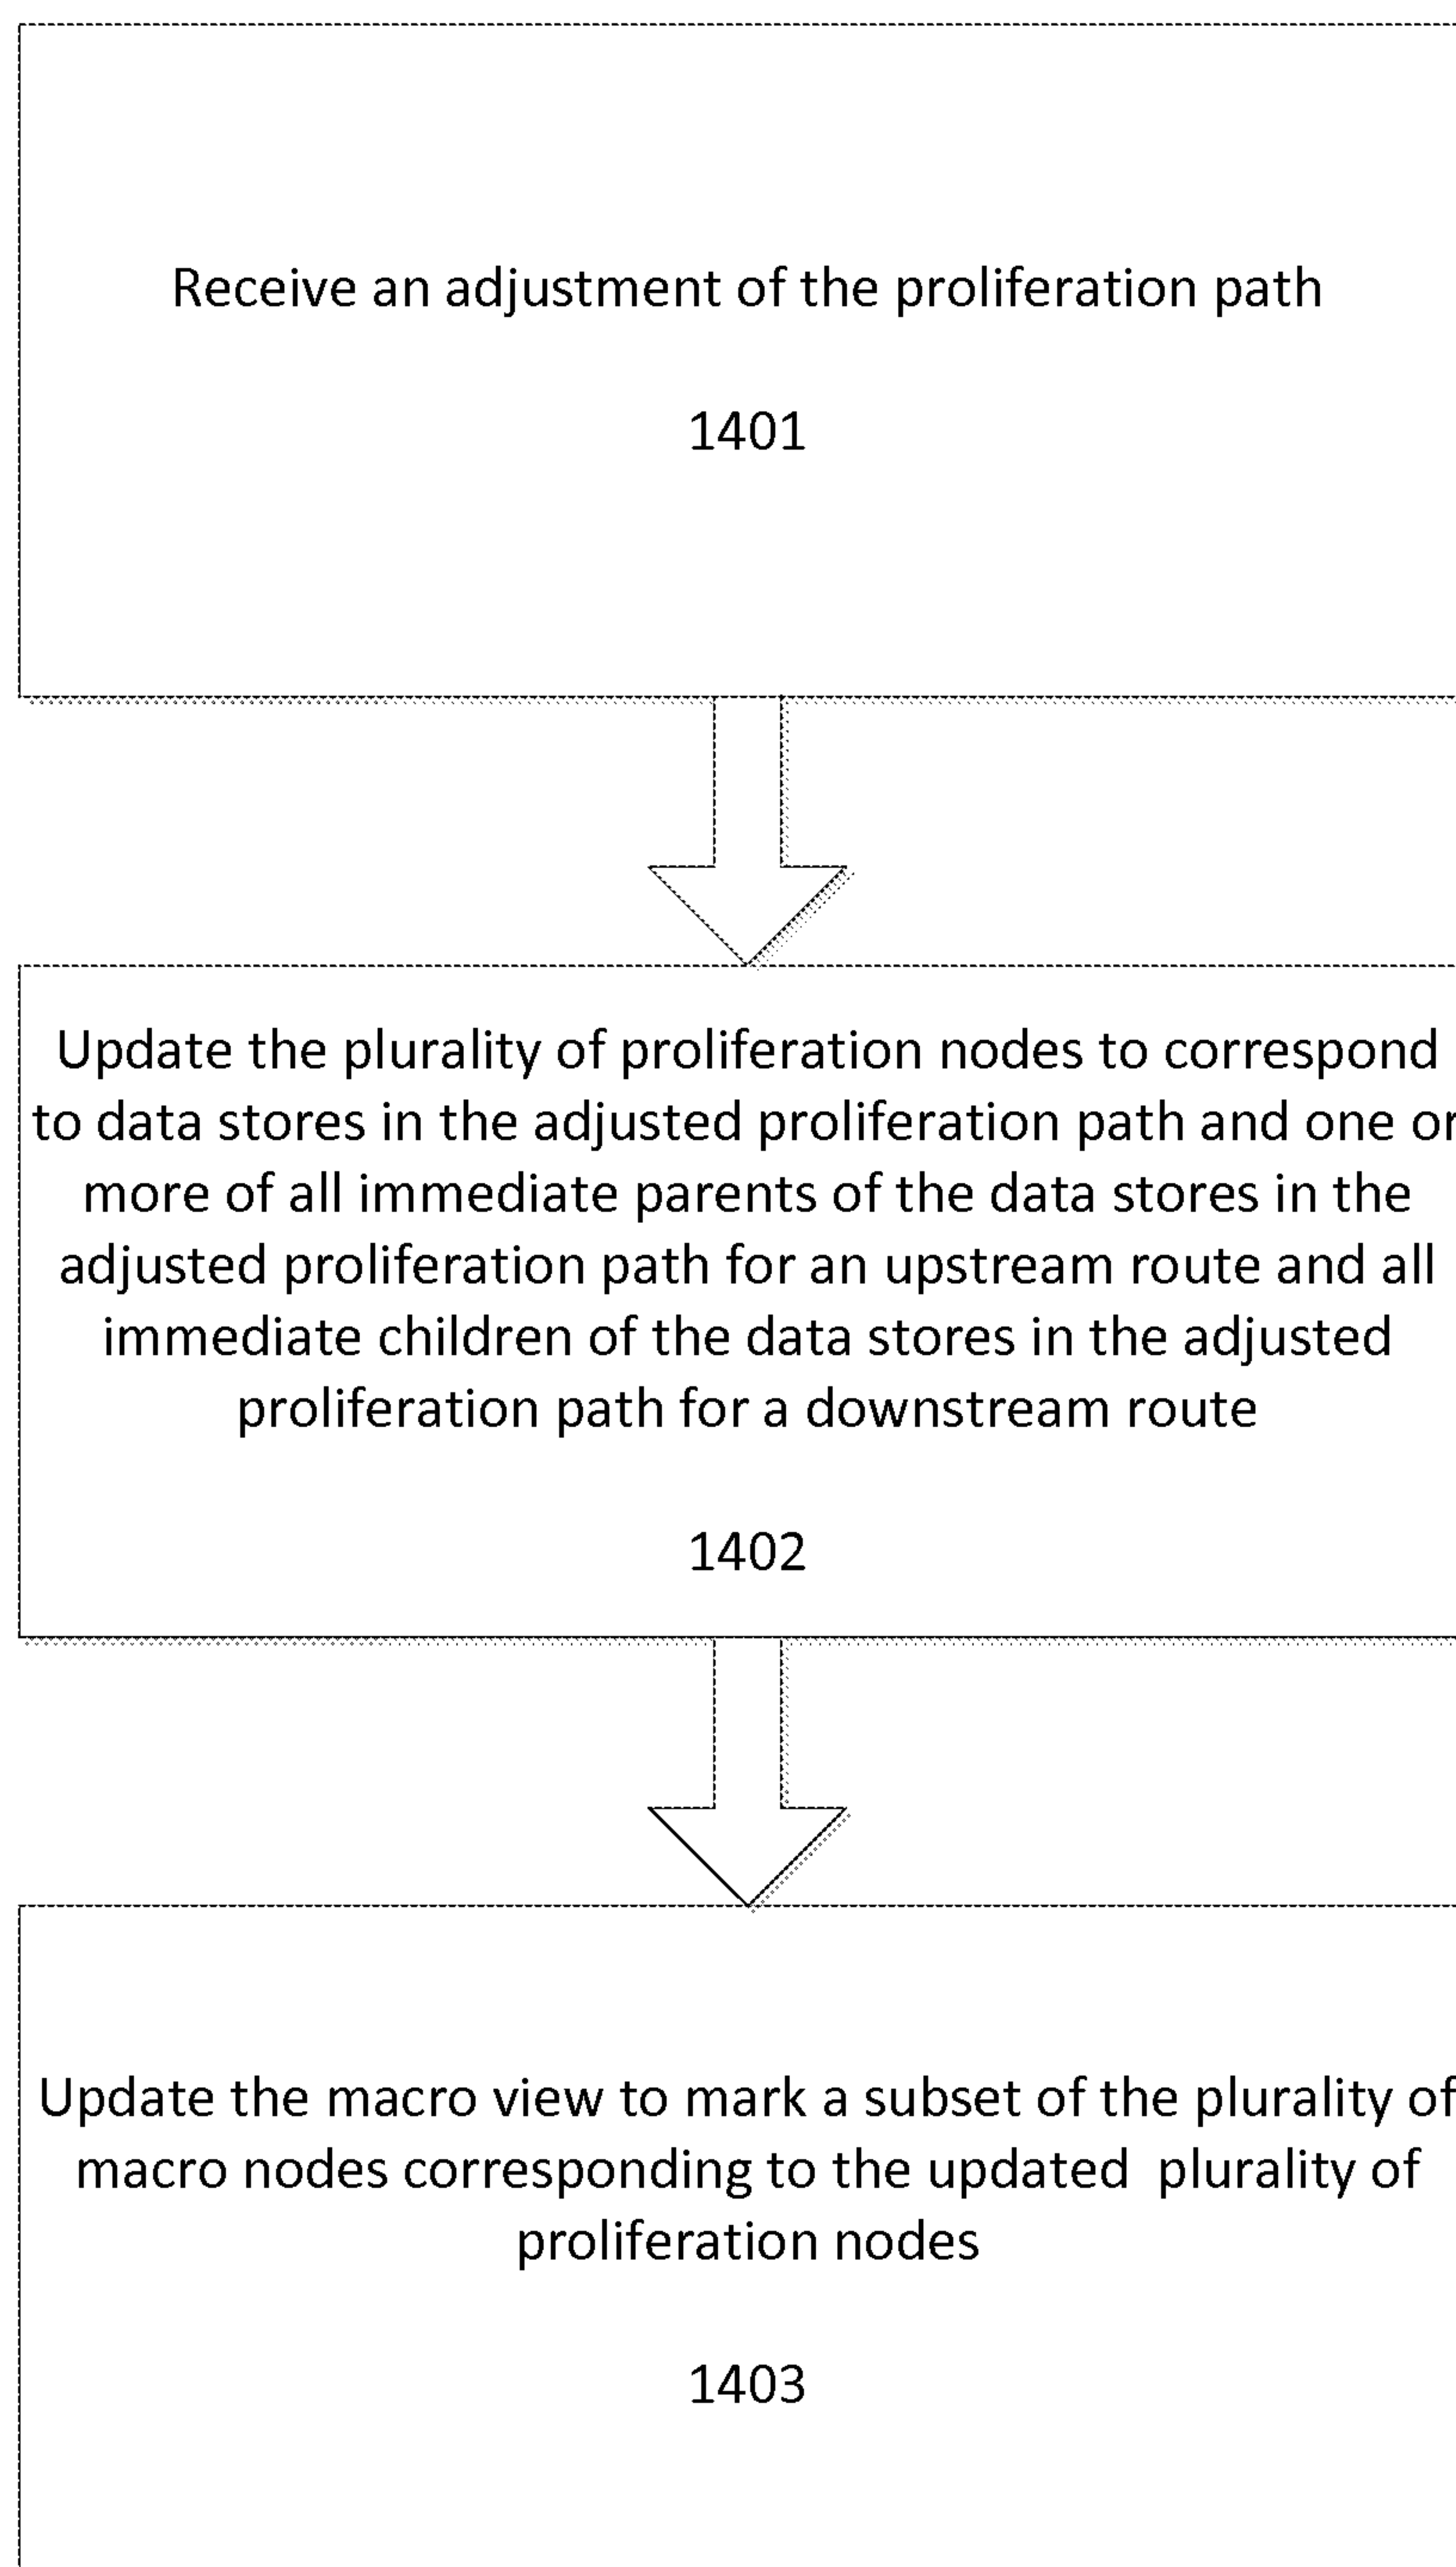 Receive an adjustment of the proliferation path
1401
Update the plurality of proliferation nodes to correspond
to data stores in the adjusted proliferation path and one or
more of all immediate parents of the data stores in the
adjusted proliferation path for an upstream route and all
immediate children of the data stores in the adjusted
proliferation path for a downstream route
1402
Update the macro view to mark a subset of the plurality of
macro nodes corresponding to the updated  plurality of
proliferation nodes
1403